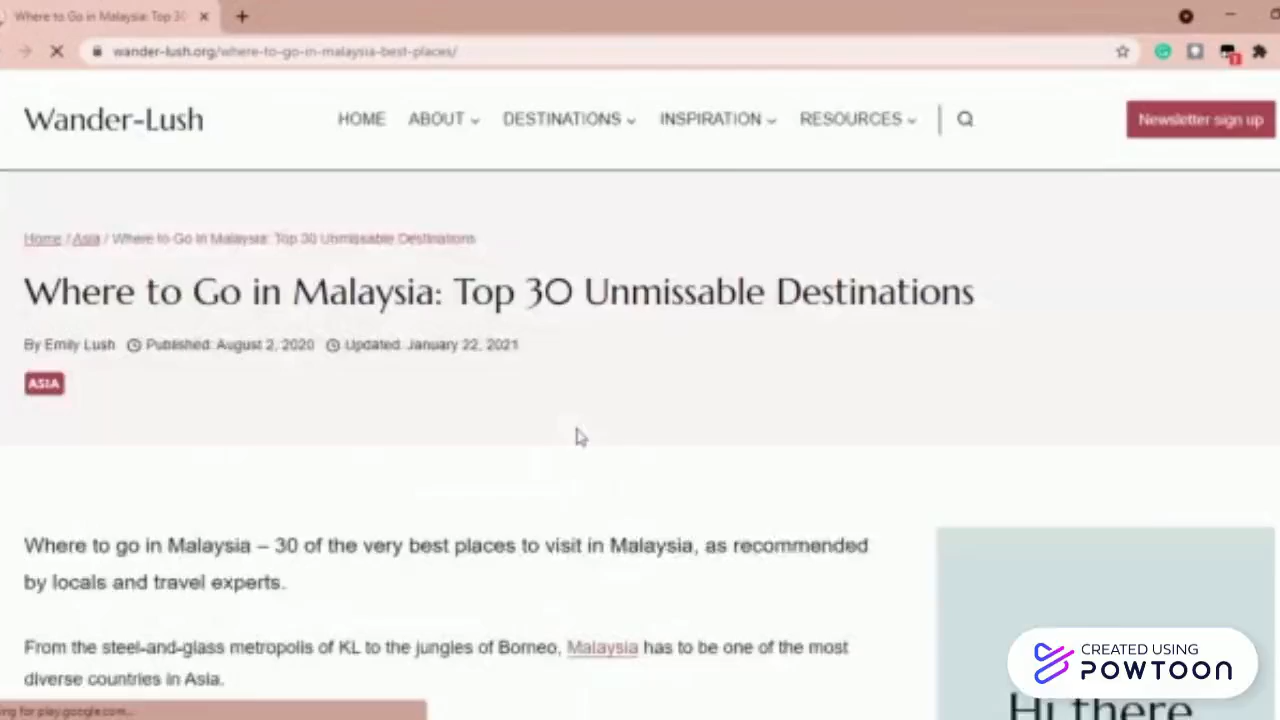 Where to Go in Malaysia: Top 30
wander-lush.org/where-to-go-in-malaysia-best-places/
Wander-Lush
HOME ABOUT DESTINATIONS INSPIRATION RESOURCES
Newsletter sign up
Home / Asia / Where to Go in Malaysia: Top 30 Unmissable Destinations
Where to Go in Malaysia: Top 30 Unmissable Destinations
By Emily Lush Published: August 2, 2020 Updated: January 22, 2021
ASIA
Where to go in Malaysia – 30 of the very best places to visit in Malaysia, as recommended
by locals and travel experts.
From the steel-and-glass metropolis of KL to the jungles of Borneo, Malaysia has to be one of the most
diverse countries in Asia.
CREATED USING
POWTOON
Hi there
ing for play.google.com...